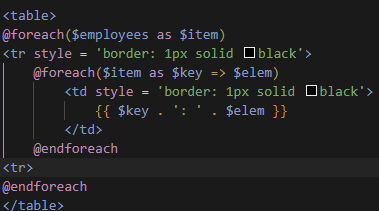 <table>
@foreach($employees as $item)
<tr style = 'border: 1px solid black'>
    @foreach($item as $key => $elem)
        <td style = 'border: 1px solid black'>
            {{ $key . ': ' . $elem }}
        </td>
    @endforeach
<tr>
@endforeach
</table>